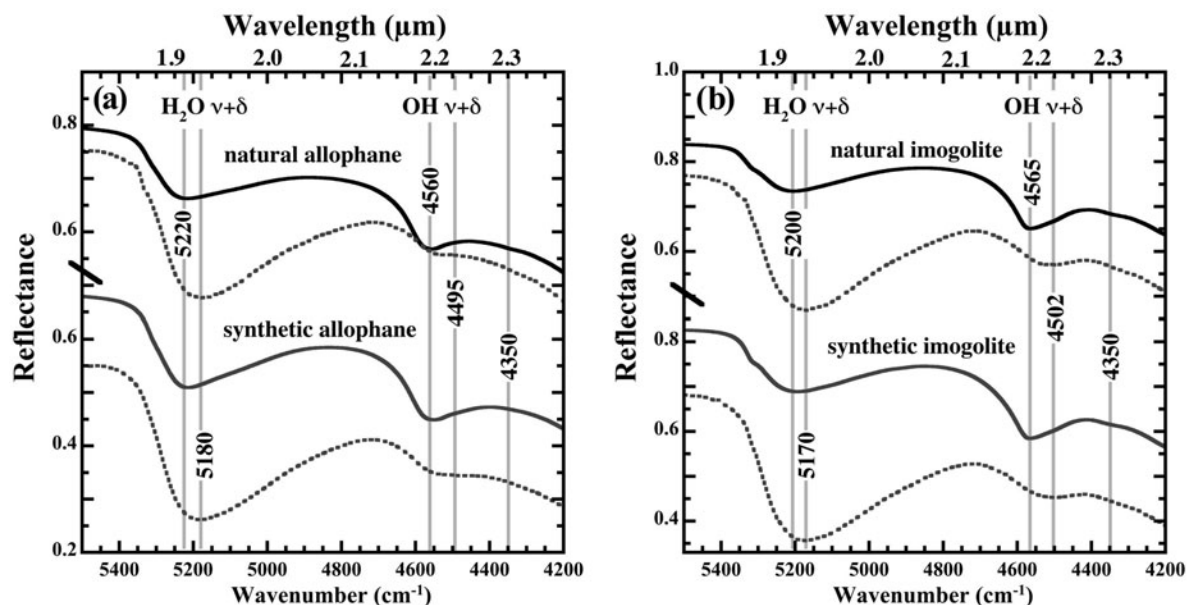 Wavelength (µm)
1.9 2.0 2.1 2.2 2.3
(a)
H₂O ν+δ OH ν+δ
natural allophane
0.8
0.6
0.6
0.4
0.2
Reflectance
5220
4560
4495
synthetic allophane
4350
5180
5400 5200 5000 4800 4600 4400 4200
Wavenumber (cm⁻¹)
Wavelength (µm)
1.9 2.0 2.1 2.2 2.3
1.0
(b)
H₂O ν+δ OH ν+δ
natural imogolite
0.8
0.6
0.8
0.6
0.4
Reflectance
5200
4565
4502
synthetic imogolite
4350
5170
5400 5200 5000 4800 4600 4400 4200
Wavenumber (cm⁻¹)